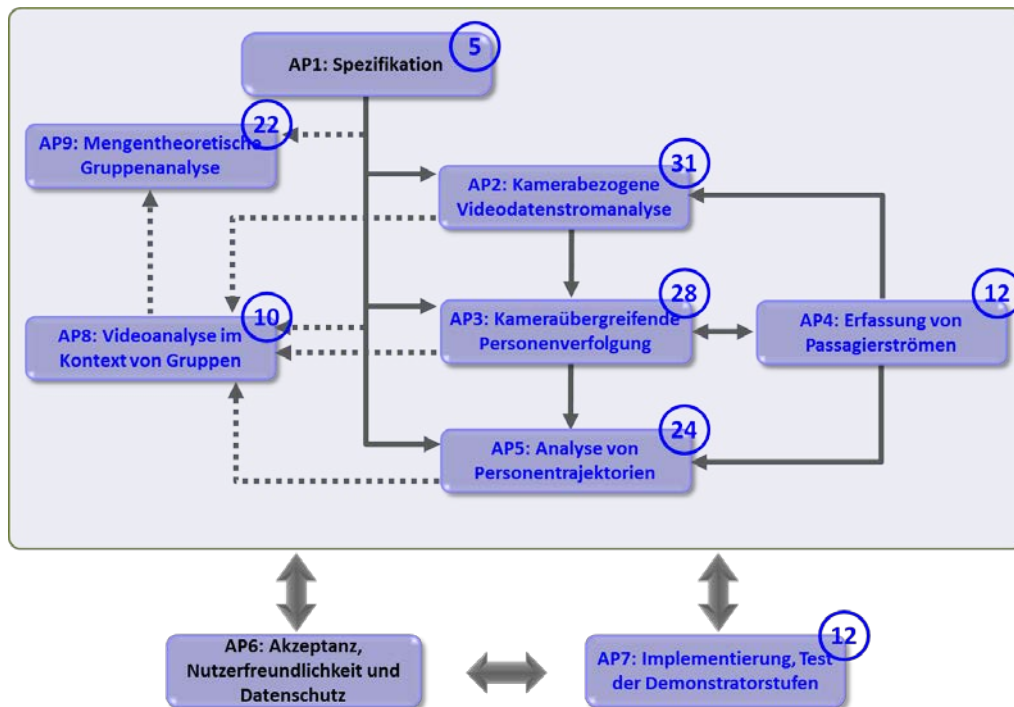 5
AP1: Spezifikation
22
AP9: Mengentheoretische
Gruppenanalyse
31
AP2: Kamerabezogene
Videodatenstromanalyse
10
AP8: Videoanalyse im
Kontext von Gruppen
28
AP3: Kameraübergreifende
Personenverfolgung
12
AP4: Erfassung von
Passagierströmen
24
AP5: Analyse von
Personentrajektorien
AP6: Akzeptanz,
Nutzerfreundlichkeit und
Datenschutz
12
AP7: Implementierung, Test
der Demonstratorstufen